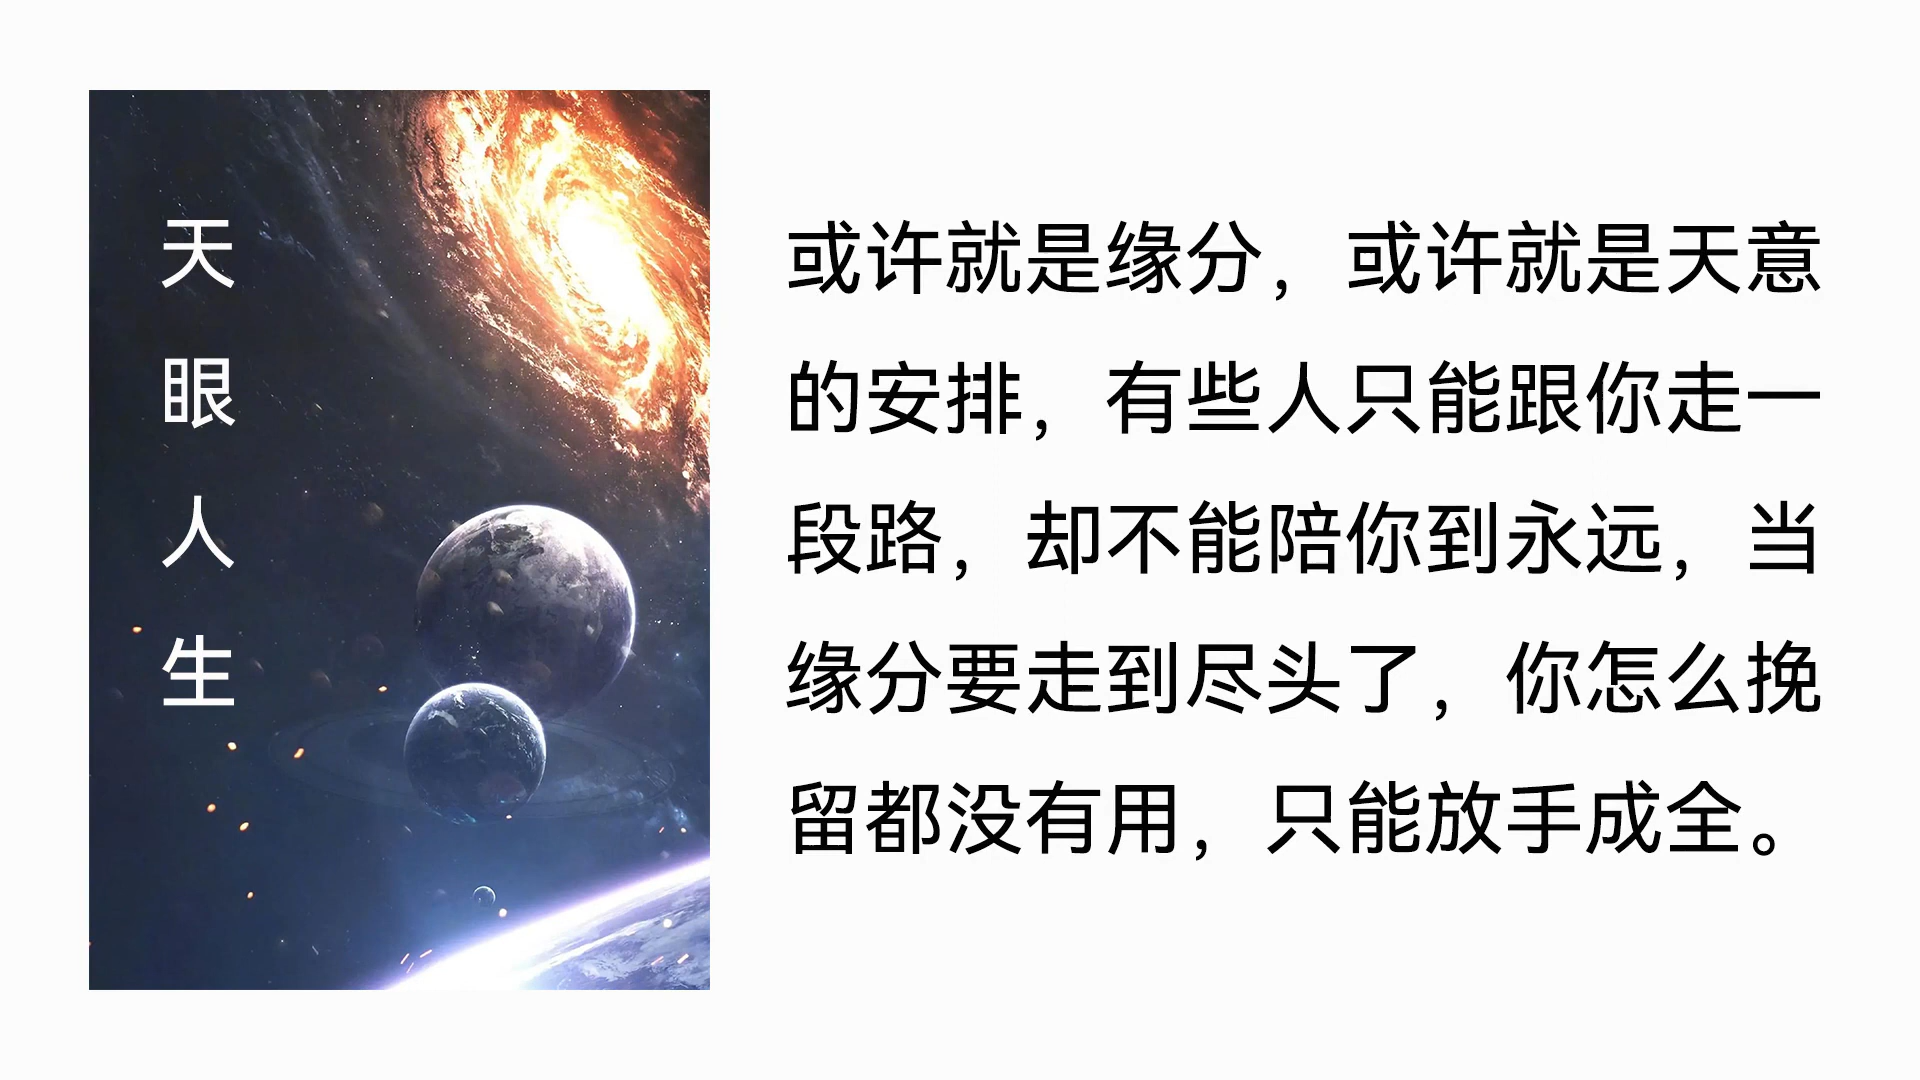 天眼人生
或许就是缘分，或许就是天意
的安排，有些人只能跟你走一
段路，却不能陪你到永远，当
缘分要走到尽头了，你怎么挽
留都没有用，只能放手成全。